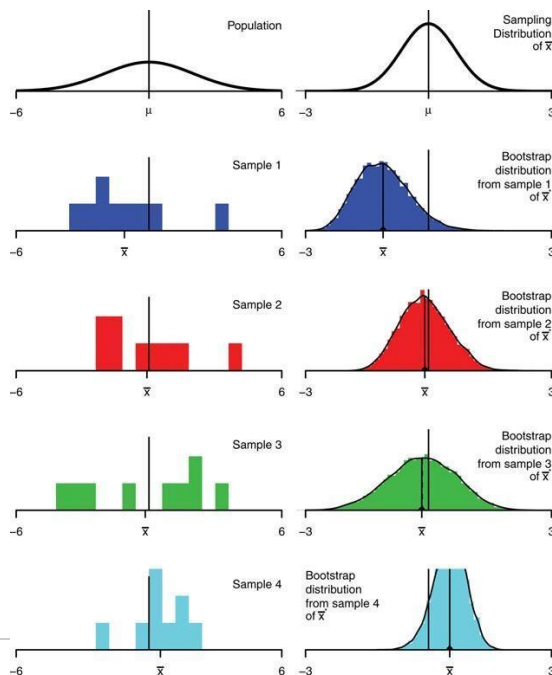 Population
-6
μ
6
Sampling
Distribution
of x̄
-3
μ
3
Sample 1
-6
x̄
6
Bootstrap
distribution
from sample 1
of x̄*
-3
x̄
3
Sample 2
-6
x̄
6
Bootstrap
distribution
from sample 2
of x̄*
-3
x̄
3
Sample 3
-6
x̄
6
Bootstrap
distribution
from sample 3
of x̄*
-3
x̄
3
Sample 4
-6
x̄
6
Bootstrap
distribution
from sample 4
of x̄*
-3
x̄
3